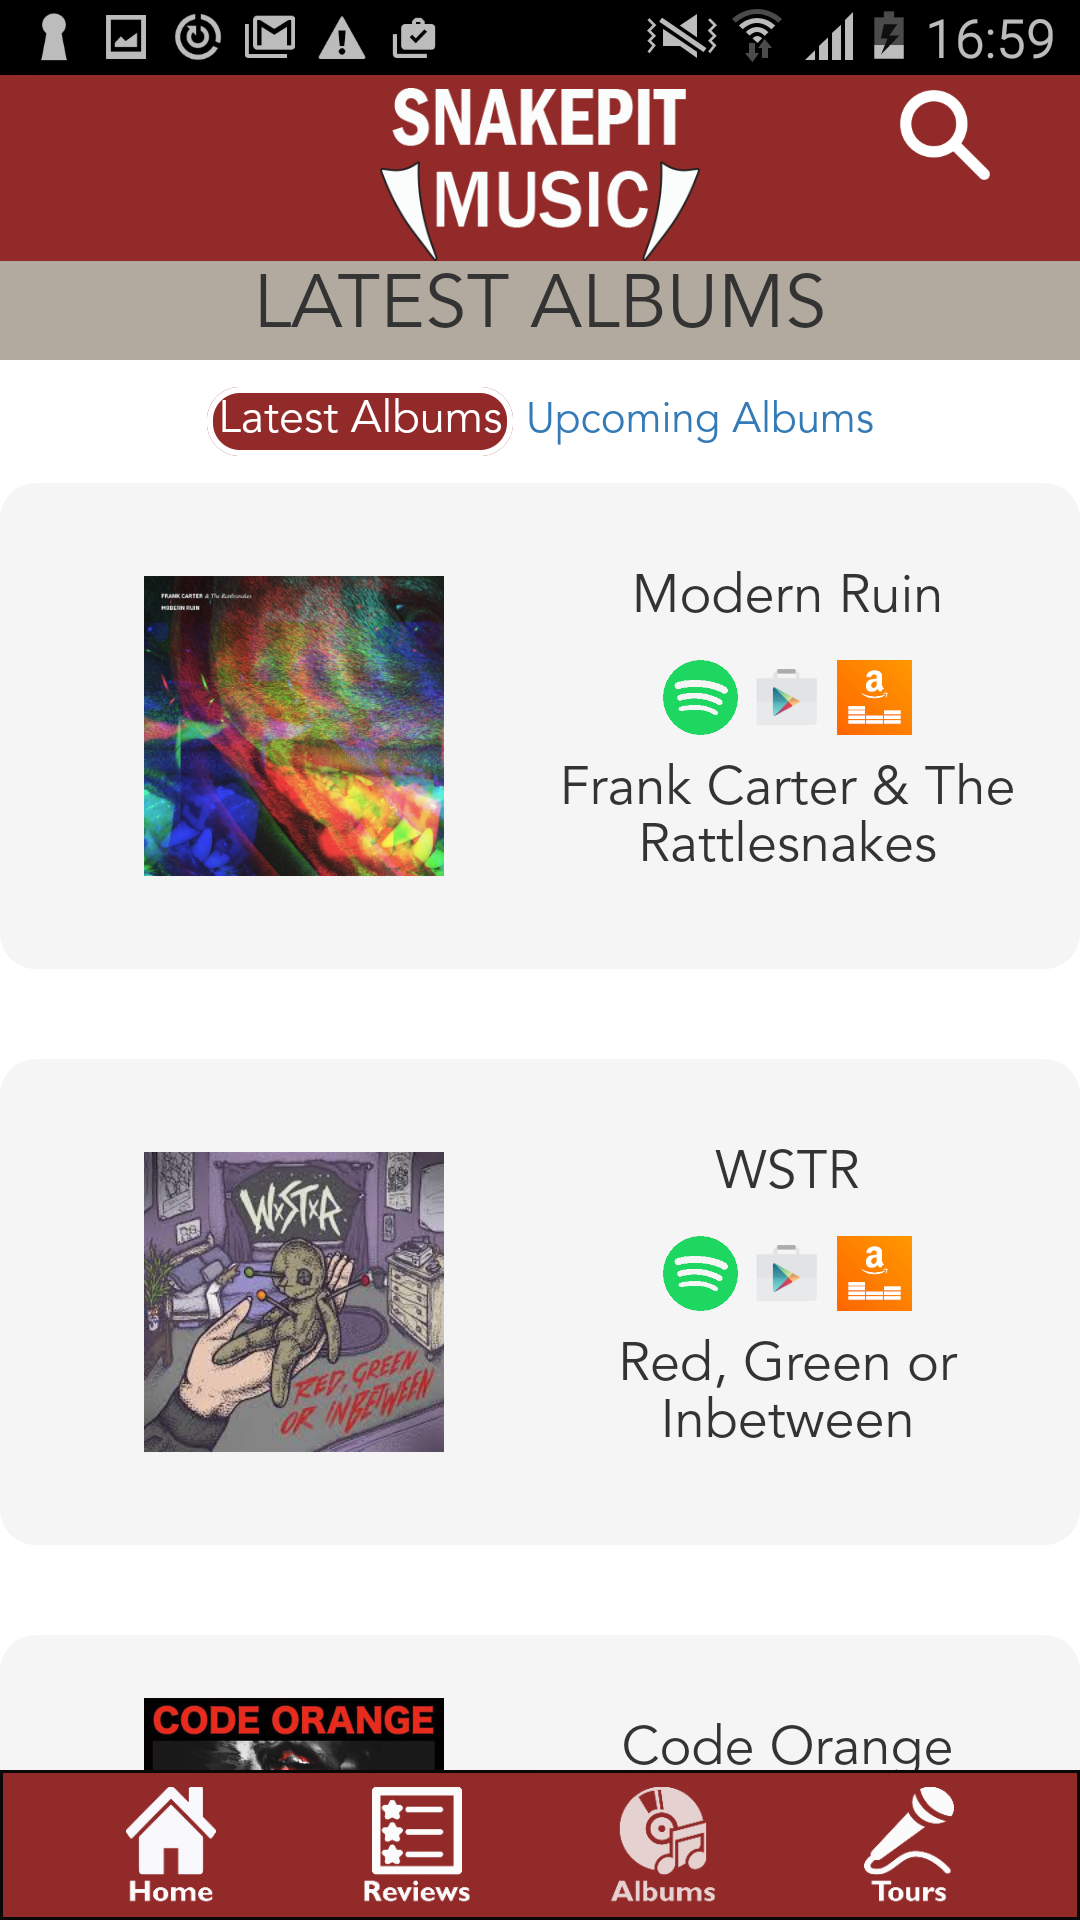 16:59
SNAKEPIT
MUSIC
LATEST ALBUMS
Latest Albums Upcoming Albums
FRANK CARTER & The Rattlesnakes
MODERN RUIN
Modern Ruin
a
Frank Carter & The
Rattlesnakes
WxSTxR.
RED, GREEN
OR INBETWEEN
WSTR
a
Red, Green or
Inbetween
CODE ORANGE
Code Orange
Home Reviews Albums Tours